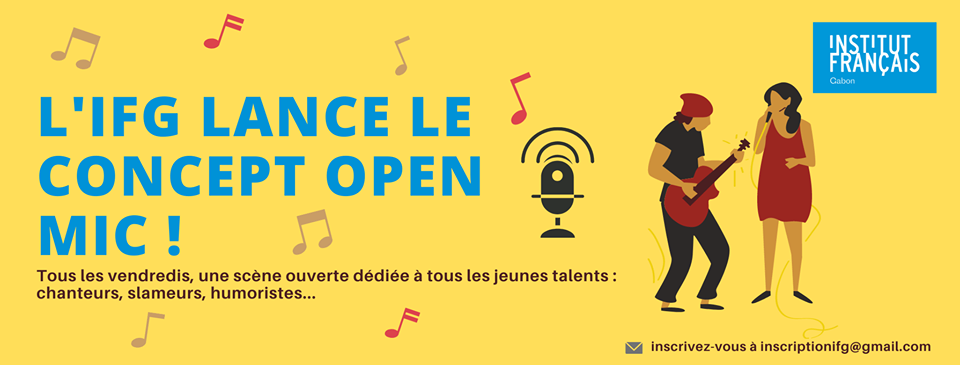 INSTITUT
FRANÇAIS
Gabon
L'IFG LANCE LE
CONCEPT OPEN
MIC !
Tous les vendredis, une scène ouverte dédiée à tous les jeunes talents :
chanteurs, slameurs, humoristes...
inscrivez-vous à inscriptionifg@gmail.com